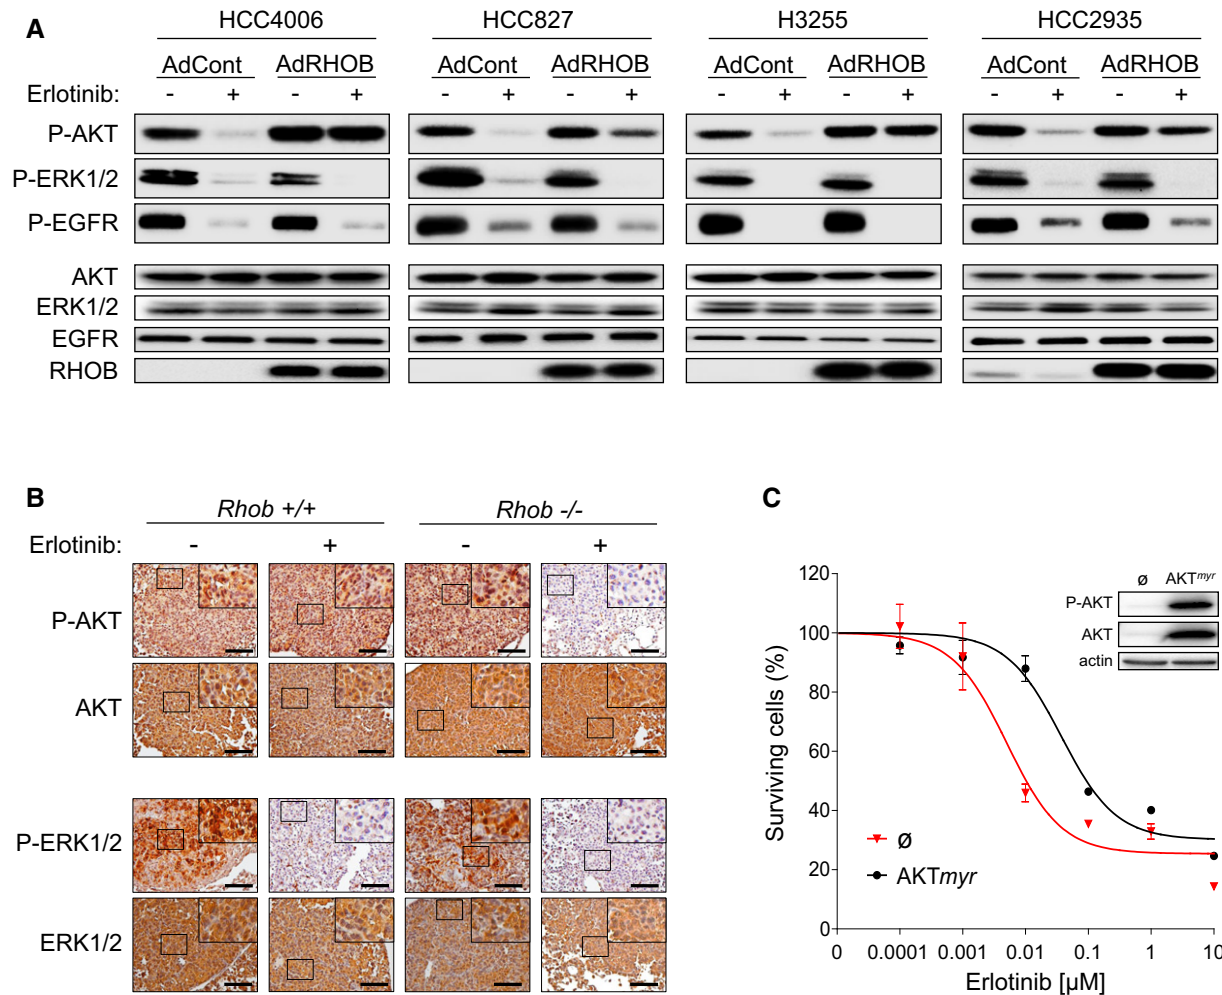 A
HCC4006 HCC827 H3255 HCC2935
AdCont AdRHOB AdCont AdRHOB AdCont AdRHOB AdCont AdRHOB
Erlotinib: - + - + - + - + - + - + - + - +
P-AKT
P-ERK1/2
P-EGFR
AKT
ERK1/2
EGFR
RHOB
B
Rhob +/+ Rhob -/-
Erlotinib: - + - +
P-AKT
AKT
P-ERK1/2
ERK1/2
C
ø AKTmyr
P-AKT
AKT
actin
120
100
80
60
40
20
0
Surviving cells (%)
ø
AKTmyr
0 0.0001 0.001 0.01 0.1 1 10
Erlotinib [µM]